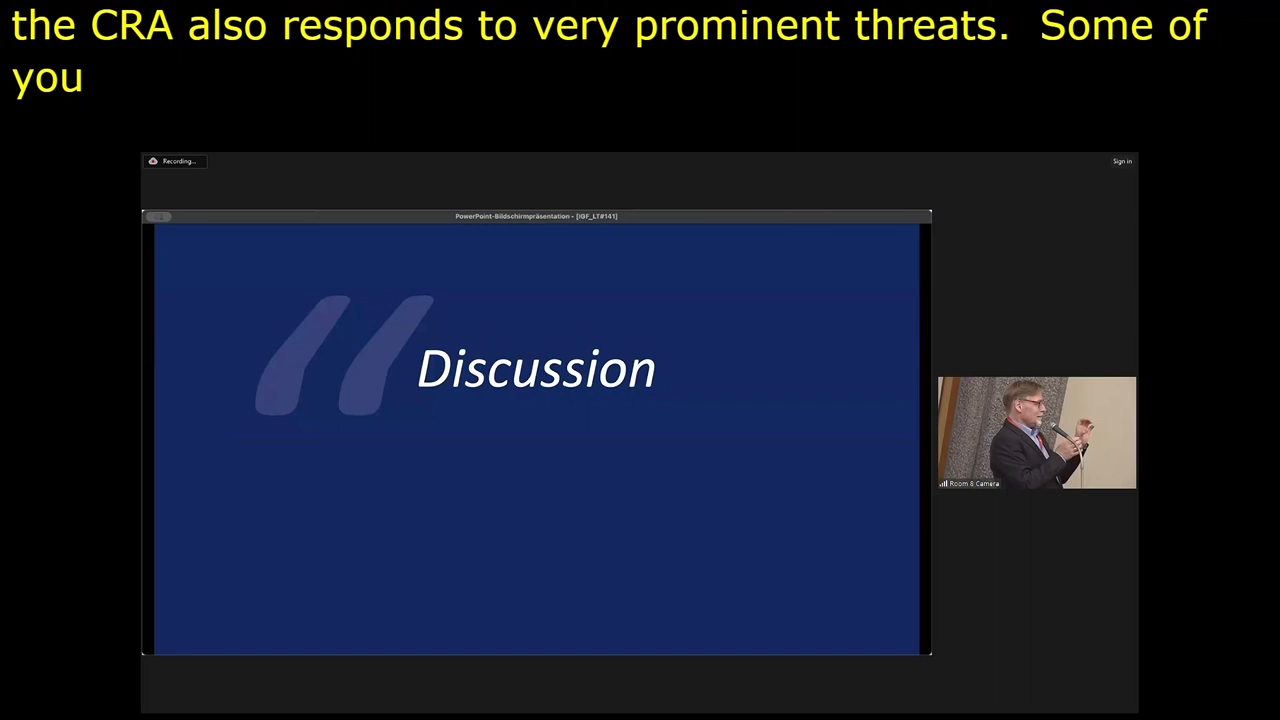 the CRA also responds to very prominent threats.  Some of
you
Recording...
Sign in
PowerPoint-Bildschirmpräsentation - [IGF_LT#141]
“
Discussion
Room 8 Camera